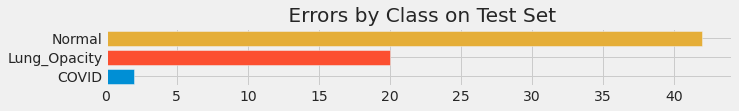 Errors by Class on Test Set
Normal
Lung_Opacity
COVID
0 5 10 15 20 25 30 35 40